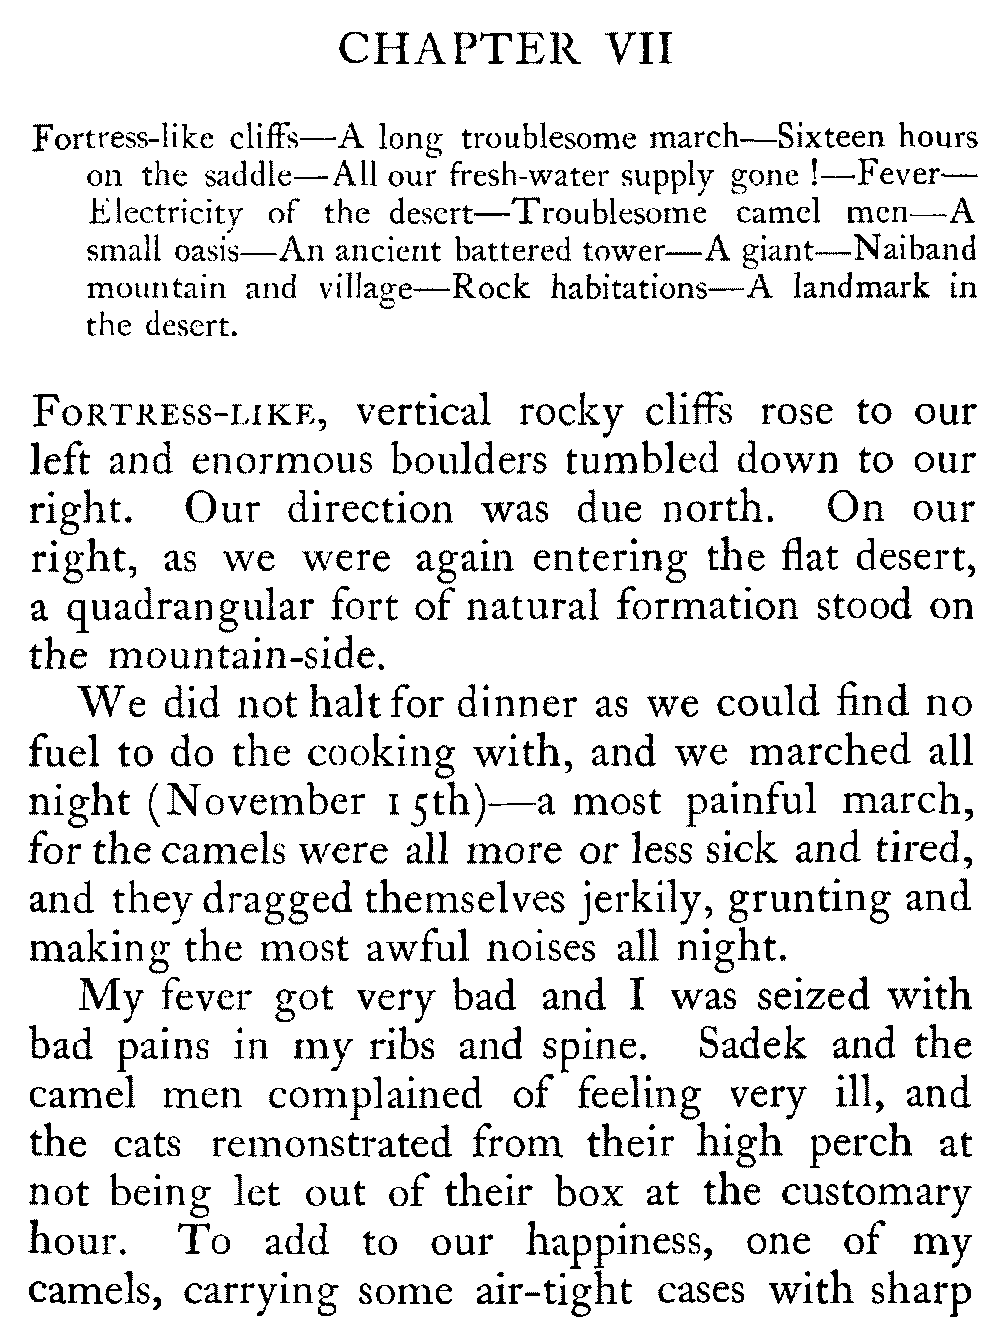 CHAPTER VII
Fortress-like cliffs—A long troublesome march—Sixteen hours
on the saddle—All our fresh-water supply gone !—Fever—
Electricity of the desert—Troublesome camel men—A
small oasis—An ancient battered tower—A giant—Naiband
mountain and village—Rock habitations—A landmark in
the desert.
FORTRESS-LIKE, vertical rocky cliffs rose to our
left and enormous boulders tumbled down to our
right. Our direction was due north. On our
right, as we were again entering the flat desert,
a quadrangular fort of natural formation stood on
the mountain-side.
We did not halt for dinner as we could find no
fuel to do the cooking with, and we marched all
night (November 15th)—a most painful march,
for the camels were all more or less sick and tired,
and they dragged themselves jerkily, grunting and
making the most awful noises all night.
My fever got very bad and I was seized with
bad pains in my ribs and spine. Sadek and the
camel men complained of feeling very ill, and
the cats remonstrated from their high perch at
not being let out of their box at the customary
hour. To add to our happiness, one of my
camels, carrying some air-tight cases with sharp